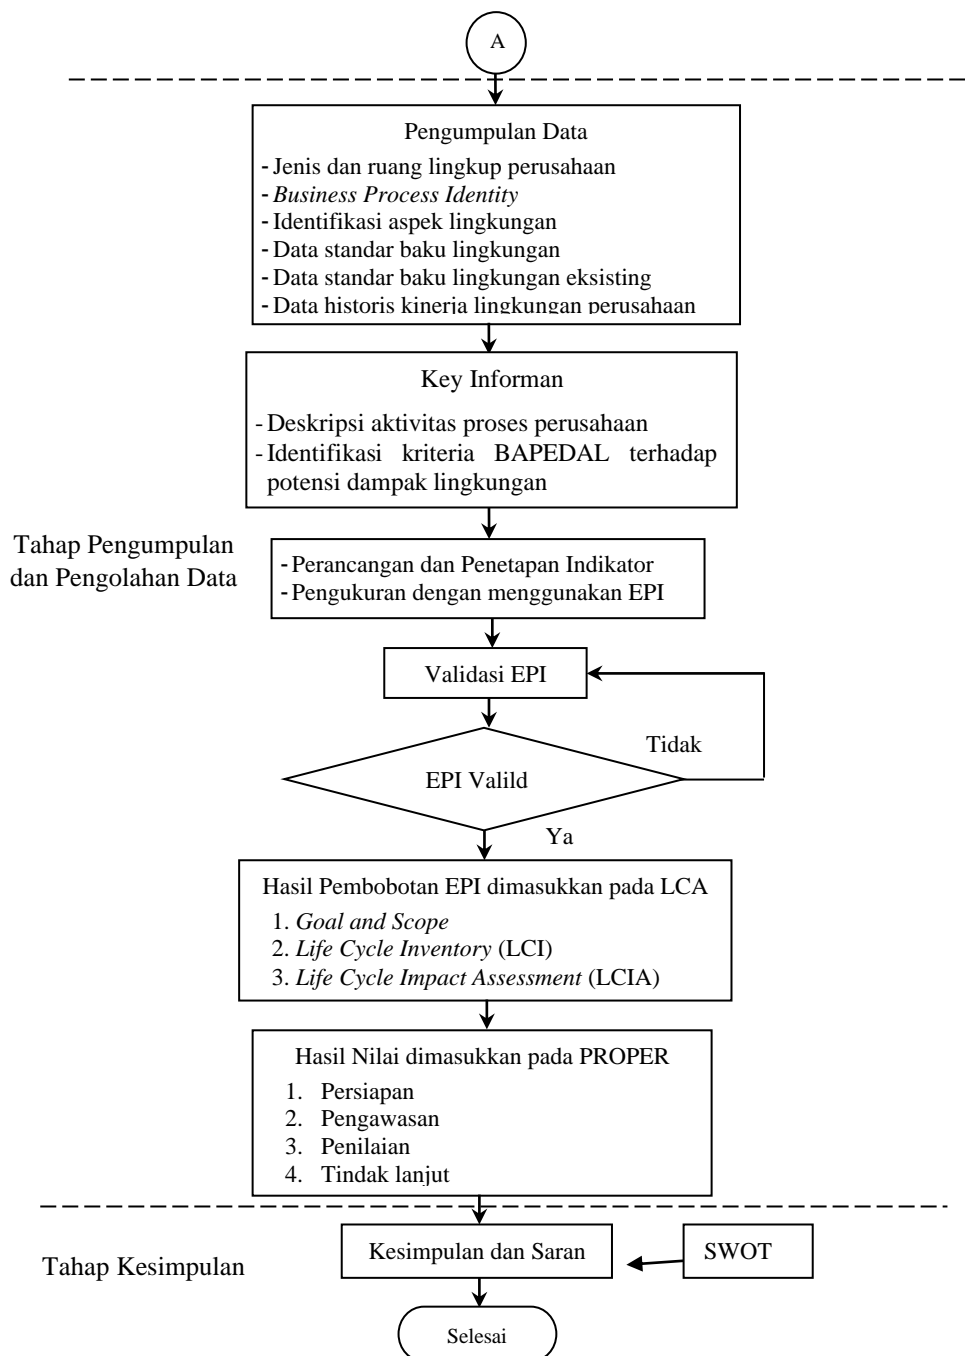 A
Pengumpulan Data
- Jenis dan ruang lingkup perusahaan
- Business Process Identity
- Identifikasi aspek lingkungan
- Data standar baku lingkungan
- Data standar baku lingkungan eksisting
- Data historis kinerja lingkungan perusahaan
Key Informan
- Deskripsi aktivitas proses perusahaan
- Identifikasi kriteria BAPEDAL terhadap
potensi dampak lingkungan
Tahap Pengumpulan
dan Pengolahan Data
- Perancangan dan Penetapan Indikator
- Pengukuran dengan menggunakan EPI
Validasi EPI
Tidak
EPI Valild
Ya
Hasil Pembobotan EPI dimasukkan pada LCA
1. Goal and Scope
2. Life Cycle Inventory (LCI)
3. Life Cycle Impact Assessment (LCIA)
Hasil Nilai dimasukkan pada PROPER
1. Persiapan
2. Pengawasan
3. Penilaian
4. Tindak lanjut
Tahap Kesimpulan
Kesimpulan dan Saran
SWOT
Selesai